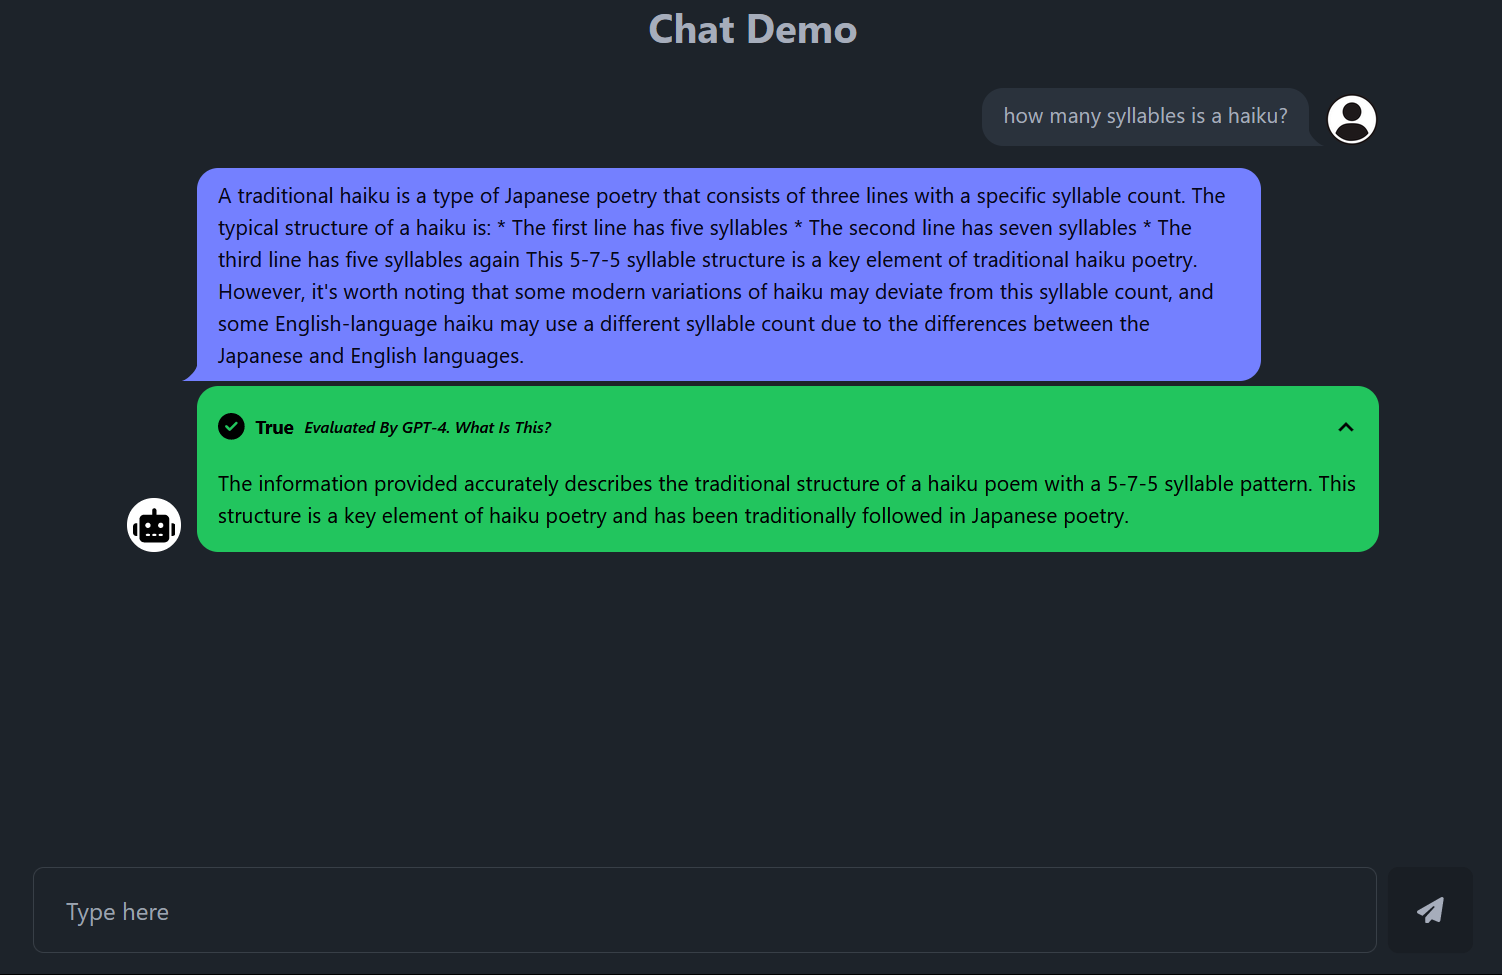 Chat Demo
how many syllables is a haiku?
A traditional haiku is a type of Japanese poetry that consists of three lines with a specific syllable count. The
typical structure of a haiku is: * The first line has five syllables * The second line has seven syllables * The
third line has five syllables again This 5-7-5 syllable structure is a key element of traditional haiku poetry.
However, it's worth noting that some modern variations of haiku may deviate from this syllable count, and
some English-language haiku may use a different syllable count due to the differences between the
Japanese and English languages.
True Evaluated By GPT-4. What Is This?
The information provided accurately describes the traditional structure of a haiku poem with a 5-7-5 syllable pattern. This
structure is a key element of haiku poetry and has been traditionally followed in Japanese poetry.
Type here